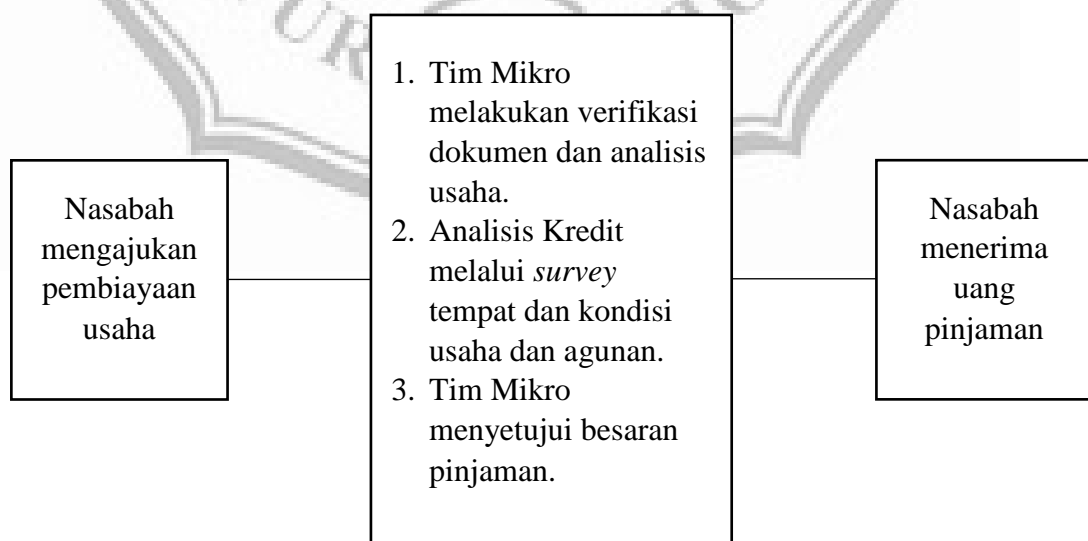 Nasabah
mengajukan
pembiayaan
usaha
1. Tim Mikro
melakukan verifikasi
dokumen dan analisis
usaha.
2. Analisis Kredit
melalui survey
tempat dan kondisi
usaha dan agunan.
3. Tim Mikro
menyetujui besaran
pinjaman.
Nasabah
menerima
uang
pinjaman